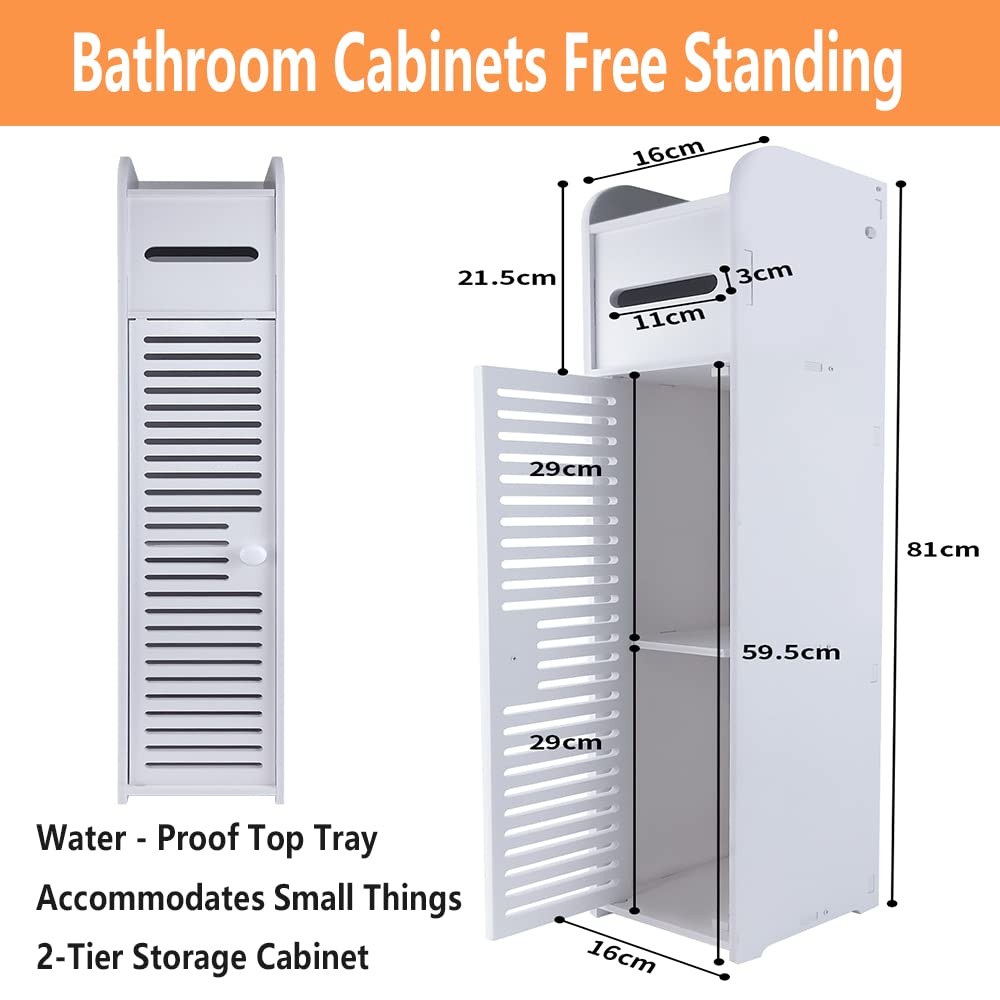 Bathroom Cabinets Free Standing
16cm
21.5cm
3cm
11cm
29cm
81cm
59.5cm
29cm
16cm
Water - Proof Top Tray
Accommodates Small Things
2-Tier Storage Cabinet